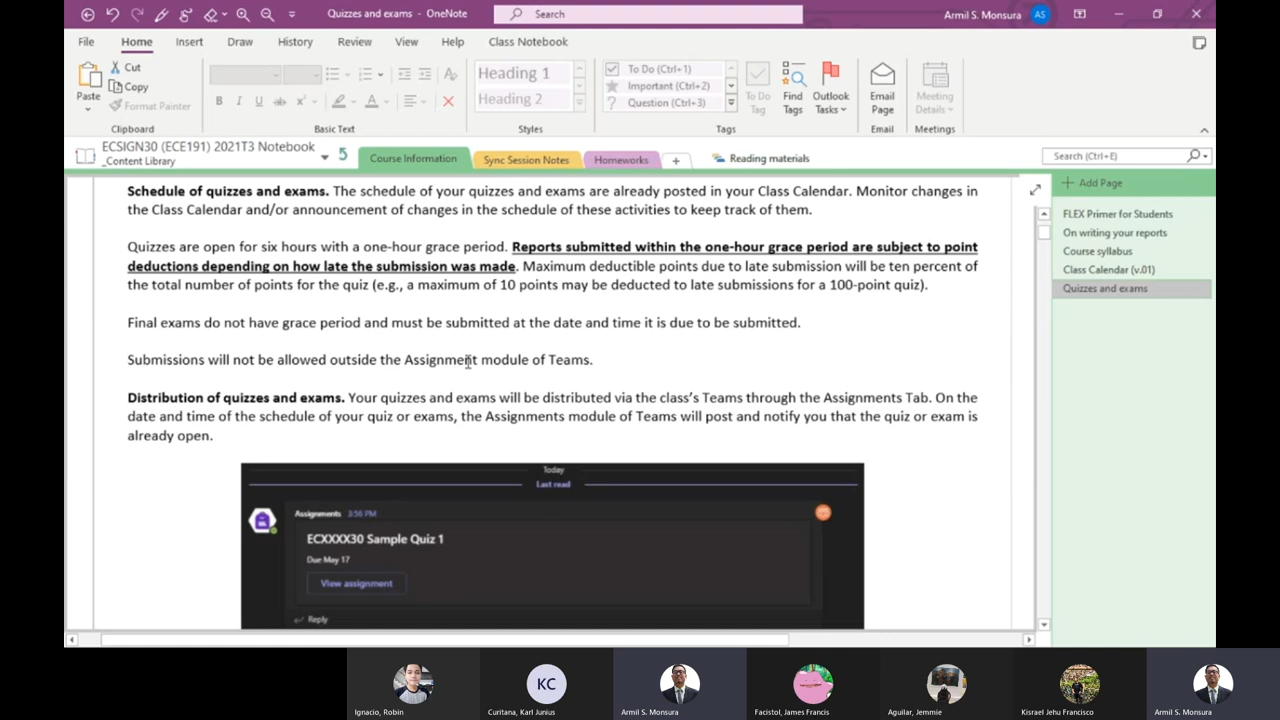 Quizzes and exams - OneNote
Search
Armil S. Monsura
AS
File
Home
Insert
Draw
History
Review
View
Help
Class Notebook
Paste
Cut
Copy
Format Painter
Clipboard
B I U ab x
A
Basic Text
Heading 1
Heading 2
Styles
To Do (Ctrl+1)
Important (Ctrl+2)
? Question (Ctrl+3)
To Do
Tag
Find
Tags
Outlook
Tasks
Tags
Email
Page
Email
Meeting
Details
Meetings
ECSIGN30 (ECE191) 2021T3 Notebook
_Content Library
Course Information
Sync Session Notes
Homeworks
+
Reading materials
Search (Ctrl+E)
Schedule of quizzes and exams. The schedule of your quizzes and exams are already posted in your Class Calendar. Monitor changes in
the Class Calendar and/or announcement of changes in the schedule of these activities to keep track of them.
Quizzes are open for six hours with a one-hour grace period. Reports submitted within the one-hour grace period are subject to point
deductions depending on how late the submission was made. Maximum deductible points due to late submission will be ten percent of
the total number of points for the quiz (e.g., a maximum of 10 points may be deducted to late submissions for a 100-point quiz).
Final exams do not have grace period and must be submitted at the date and time it is due to be submitted.
Submissions will not be allowed outside the Assignment module of Teams.
Distribution of quizzes and exams. Your quizzes and exams will be distributed via the class's Teams through the Assignments Tab. On the
date and time of the schedule of your quiz or exams, the Assignments module of Teams will post and notify you that the quiz or exam is
already open.
Today
Last read
Assignments 3:56 PM
ECXXXX30 Sample Quiz 1
Due May 17
View assignment
Reply
Add Page
FLEX Primer for Students
On writing your reports
Course syllabus
Class Calendar (v.01)
Quizzes and exams
Ignacio, Robin
KC
Curitana, Karl Junius
Armil S. Monsura
Facistol, James Francis
Aguilar, Jemmie
Kisrael Jehu Francisco
Armil S. Monsura